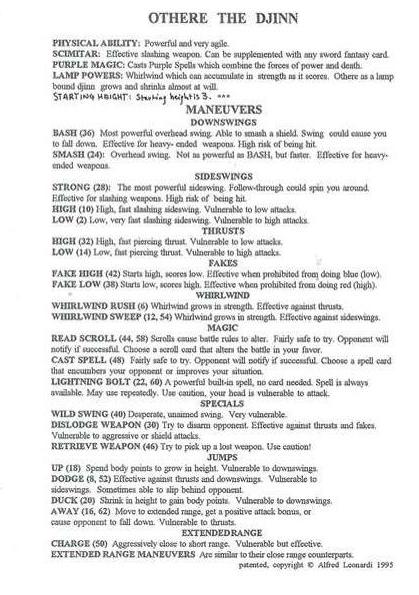 OTHERE THE DJINN
PHYSICAL ABILITY: Powerful and very agile.
SCIMITAR: Effective slashing weapon. Can be supplemented with any sword fantasy card.
PURPLE MAGIC: Casts Purple Spells which combine the forces of power and death.
LAMP POWERS: Whirlwind which can accumulate in strength as it scores. Othere as a lamp
bound djinn grows and shrinks almost at will.
STARTING HEIGHT: Starting height is 3. ***
MANEUVERS
DOWNSWINGS
BASH (36) Most powerful overhead swing. Able to smash a shield. Swing could cause you
to fall down. Effective for heavy- ended weapons. High risk of being hit.
SMASH (24): Overhead swing. Not as powerful as BASH, but faster. Effective for heavy-
ended weapons.
SIDESWINGS
STRONG (28): The most powerful sideswing. Follow-through could spin you around.
Effective for slashing weapons. High risk of being hit.
HIGH (10) High, fast slashing sideswing. Vulnerable to low attacks.
LOW (2) Low, very fast slashing sideswing. Vulnerable to high attacks.
THRUSTS
HIGH (32) High, fast piercing thrust. Vulnerable to low attacks.
LOW (14) Low, fast piercing thrust. Vulnerable to high attacks.
FAKES
FAKE HIGH (42) Starts high, scores low. Effective when prohibited from doing blue (low).
FAKE LOW (38) Starts low, scores high. Effective when prohibited from doing red (high).
WHIRLWIND
WHIRLWIND RUSH (6) Whirlwind grows in strength. Effective against thrusts.
WHIRLWIND SWEEP (12, 54) Whirlwind grows in strength. Effective against sideswings.
MAGIC
READ SCROLL (44, 58) Scrolls cause battle rules to alter. Fairly safe to try. Opponent will
notify if successful. Choose a scroll card that alters the battle in your favor.
CAST SPELL (48) Fairly safe to try. Opponent will notify if successful. Choose a spell card
that encumbers your opponent or improves your situation.
LIGHTNING BOLT (22, 60) A powerful built-in spell, no card needed. Spell is always
available. May use repeatedly. Use caution, your head is vulnerable to attack.
SPECIALS
WILD SWING (40) Desperate, unaimed swing. Very vulnerable.
DISLODGE WEAPON (30) Try to disarm opponent. Effective against thrusts and fakes.
Vulnerable to aggressive or shield attacks.
RETRIEVE WEAPON (46) Try to pick up a lost weapon. Use caution!
JUMPS
UP (18) Spend body points to grow in height. Vulnerable to downswings.
DODGE (8, 52) Effective against thrusts and downswings. Vulnerable to
sideswings. Sometimes able to slip behind opponent.
DUCK (20) Shrink in height to gain body points. Vulnerable to downswings.
AWAY (16, 62) Move to extended range, get a positive attack bonus, or
cause opponent to fall down. Vulnerable to thrusts.
EXTENDED RANGE
CHARGE (50) Aggressively close to short range. Vulnerable but effective.
EXTENDED RANGE MANEUVERS Are similar to their close range counterparts.
patented, copyright © Alfred Leonardi 1995